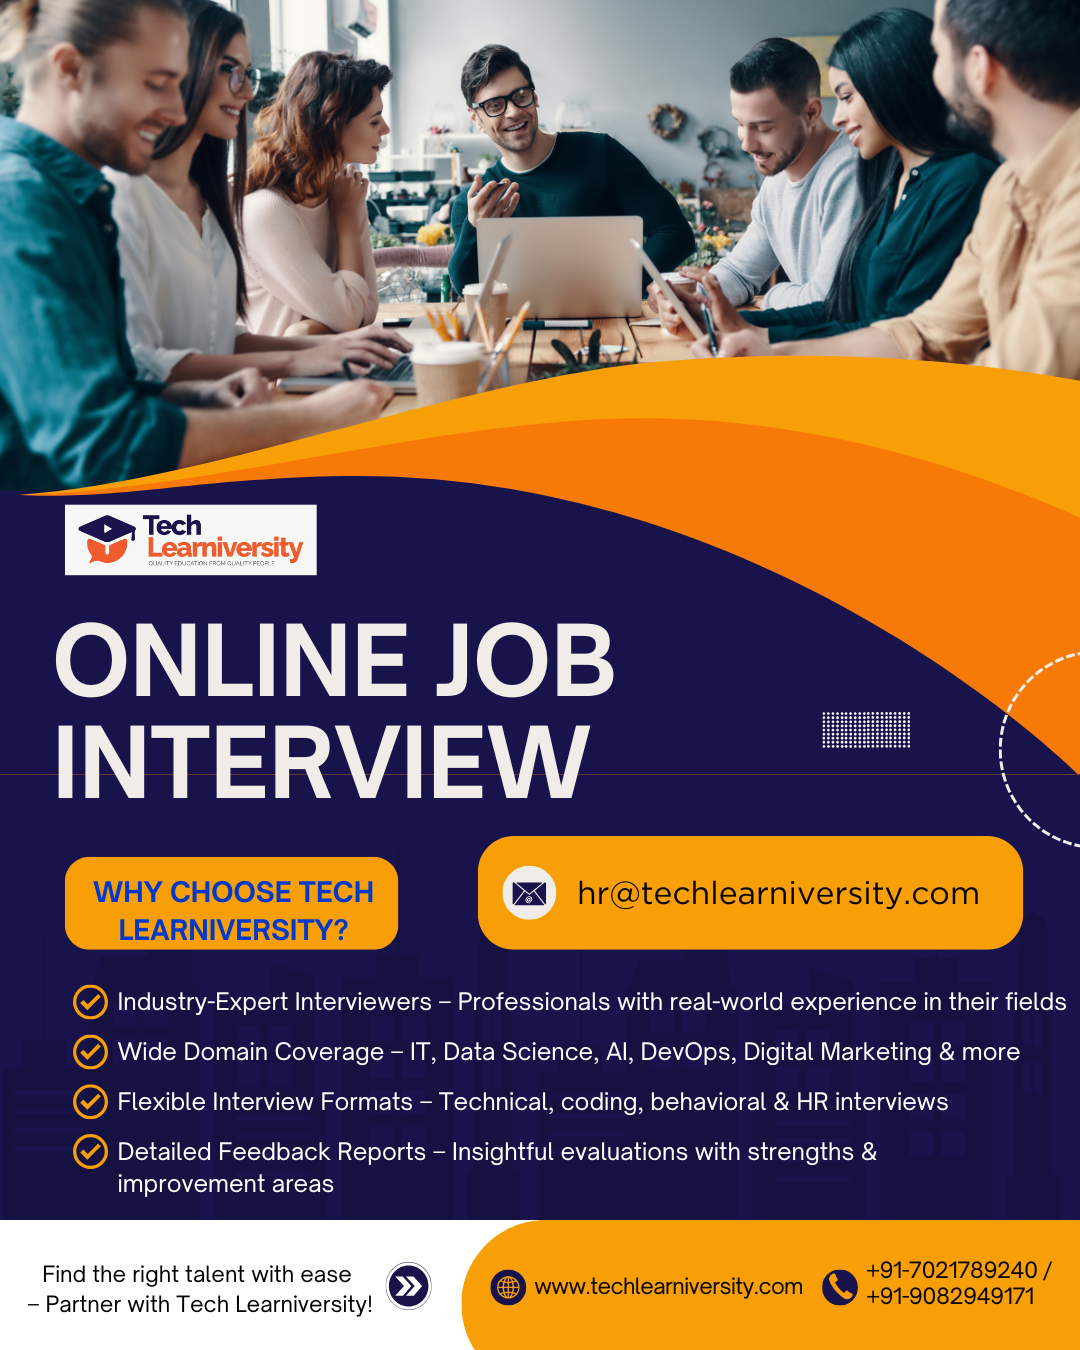 Tech
Learniversity
QUALITY EDUCATION FROM QUALITY PEOPLE
ONLINE JOB
INTERVIEW
WHY CHOOSE TECH
LEARNIVERSITY?
hr@techlearniversity.com
Industry-Expert Interviewers – Professionals with real-world experience in their fields
Wide Domain Coverage – IT, Data Science, AI, DevOps, Digital Marketing & more
Flexible Interview Formats – Technical, coding, behavioral & HR interviews
Detailed Feedback Reports – Insightful evaluations with strengths &
improvement areas
Find the right talent with ease
– Partner with Tech Learniversity!
www.techlearniversity.com
+91-7021789240 /
+91-9082949171